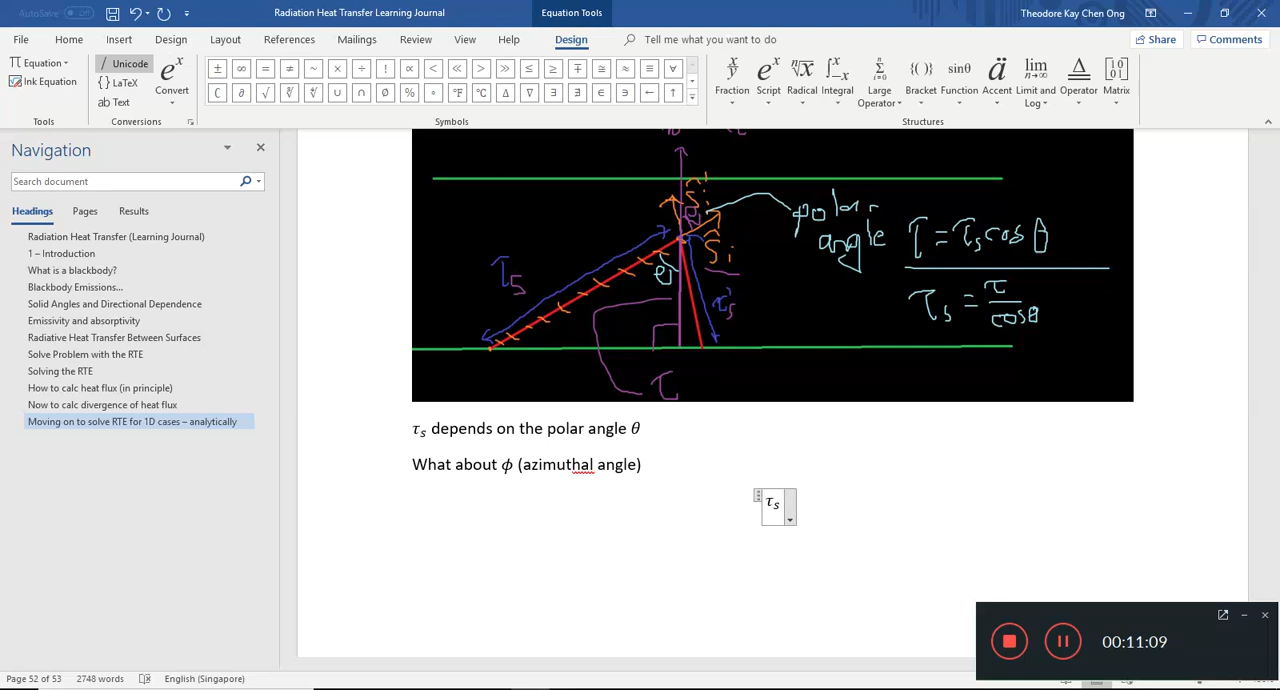 AutoSave Off
Radiation Heat Transfer Learning Journal
Equation Tools
Theodore Kay Chen Ong
File Home Insert Design Layout References Mailings Review View Help Design Tell me what you want to do Share Comments
Equation
Ink Equation
Tools
Unicode
LaTeX
Text
Convert
Conversions
± ∞ = ≠ ~ × ÷ ! ∝ < ≪ > ≫ ≤ ≥ ∓ ≅ ≈ ≡ ∀
∁ ∂ √ ∛ ∜ ∪ ∩ ∅ % ° °F °C ∆ ∇ ∃ ∄ ∈ ∋ ← ↑
Symbols
Fraction Script Radical Integral Large Operator Bracket Function Accent Limit and Log Operator Matrix
Structures
Navigation
Search document
Headings Pages Results
Radiation Heat Transfer (Learning Journal)
1 – Introduction
What is a blackbody?
Blackbody Emissions…
Solid Angles and Directional Dependence
Emissivity and absorptivity
Radiative Heat Transfer Between Surfaces
Solve Problem with the RTE
Solving the RTE
How to calc heat flux (in principle)
Now to calc divergence of heat flux
Moving on to solve RTE for 1D cases – analytically
polar angle
τ = τs cos θ
τs = τ / cosθ
τs
τ's
θ
τ
ŝi
τs depends on the polar angle θ
What about ϕ (azimuthal angle)
τs
00:11:09
Page 52 of 53 2748 words English (Singapore)